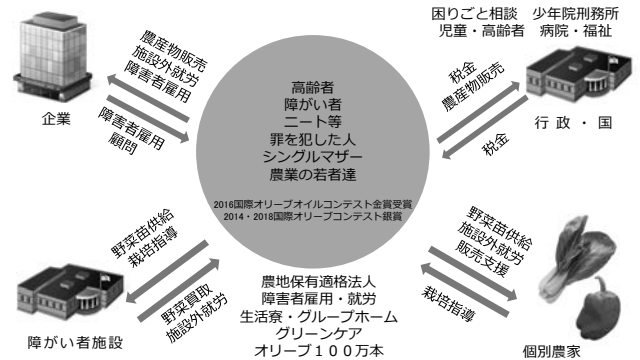 農産物販売
施設外就労
障害者雇用
企業
障害者雇用
顧問
困りごと相談　少年院刑務所
児童・高齢者　病院・福祉
税金
農産物販売
行政・国
税金
高齢者
障がい者
ニート等
罪を犯した人
シングルマザー
農業の若者達
2016国際オリーブオイルコンテスト金賞受賞
2014・2018国際オリーブコンテスト銀賞
野菜苗供給
栽培指導
障がい者施設
野菜買取
施設外就労
農地保有適格法人
障害者雇用・就労
生活寮・グループホーム
グリーンケア
オリーブ１００万本
野菜苗供給
施設外就労
販売支援
栽培指導
個別農家